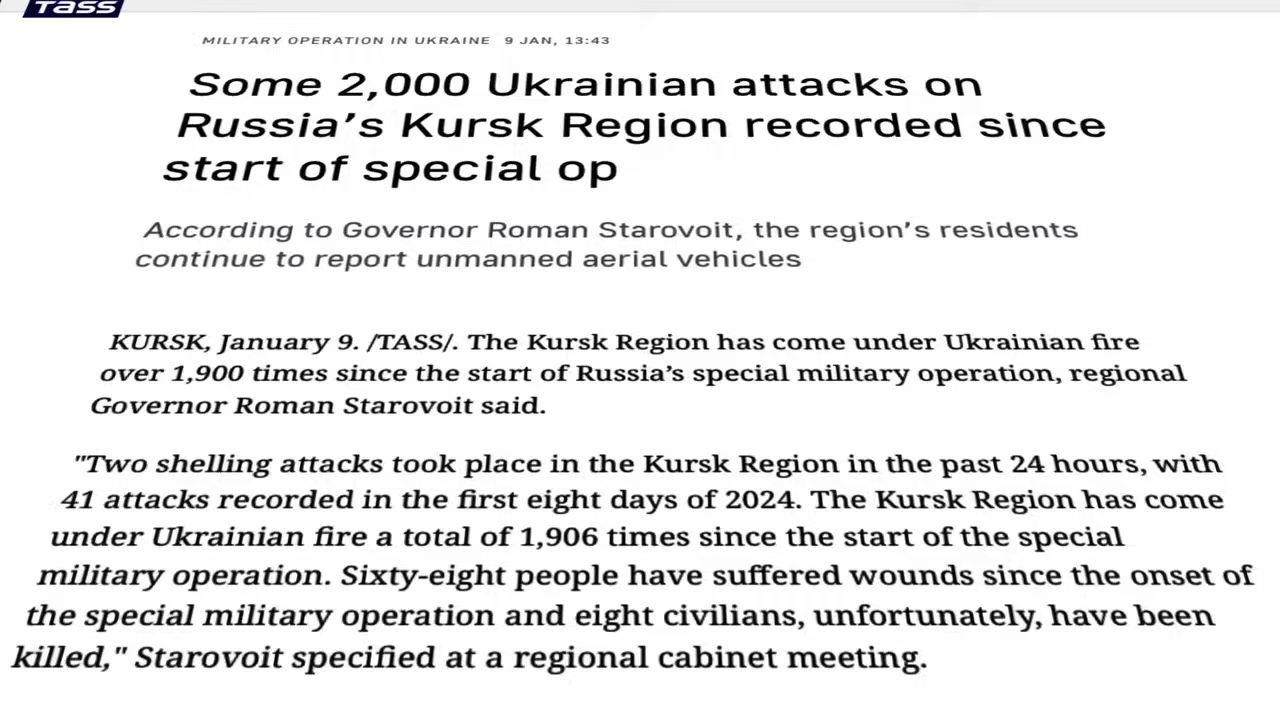 TASS
MILITARY OPERATION IN UKRAINE 9 JAN, 13:43
Some 2,000 Ukrainian attacks on
Russia's Kursk Region recorded since
start of special op
According to Governor Roman Starovoit, the region's residents
continue to report unmanned aerial vehicles
KURSK, January 9. /TASS/. The Kursk Region has come under Ukrainian fire
over 1,900 times since the start of Russia's special military operation, regional
Governor Roman Starovoit said.
"Two shelling attacks took place in the Kursk Region in the past 24 hours, with
41 attacks recorded in the first eight days of 2024. The Kursk Region has come
under Ukrainian fire a total of 1,906 times since the start of the special
military operation. Sixty-eight people have suffered wounds since the onset of
the special military operation and eight civilians, unfortunately, have been
killed," Starovoit specified at a regional cabinet meeting.